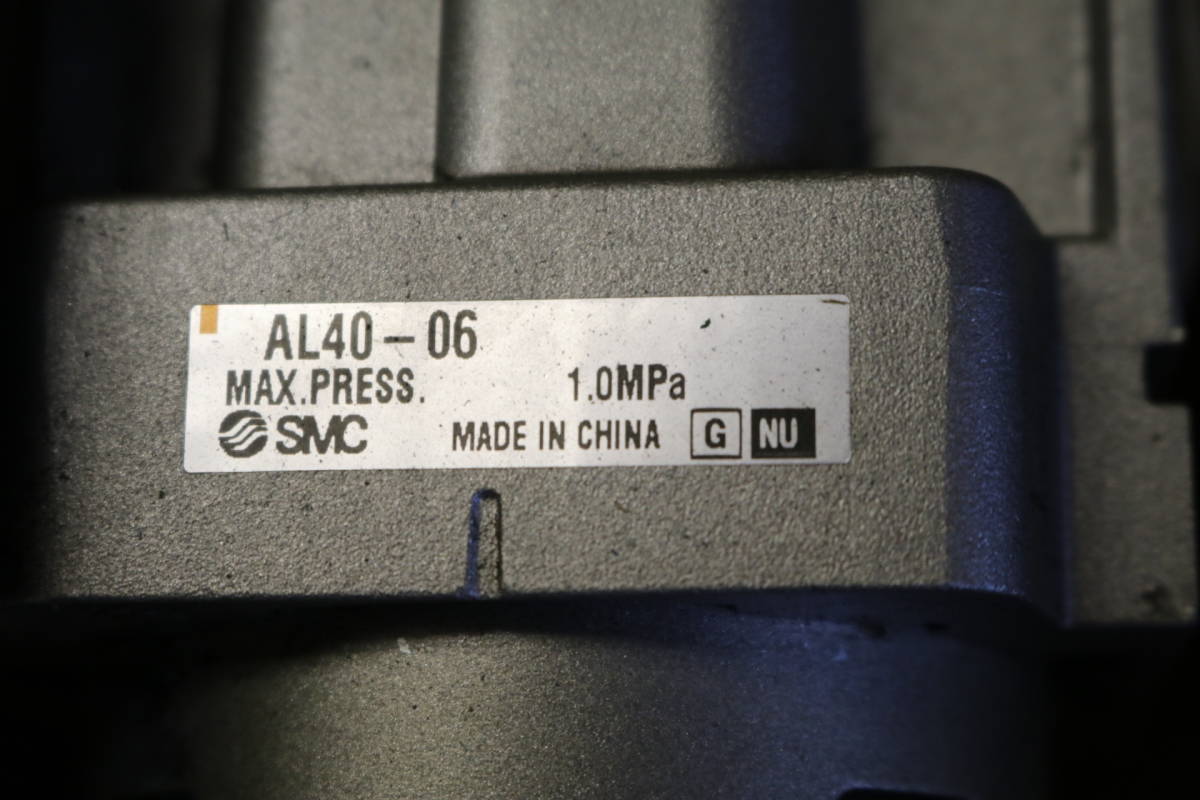 AL40-06
MAX.PRESS. 1.0MPa
SMC MADE IN CHINA G NU